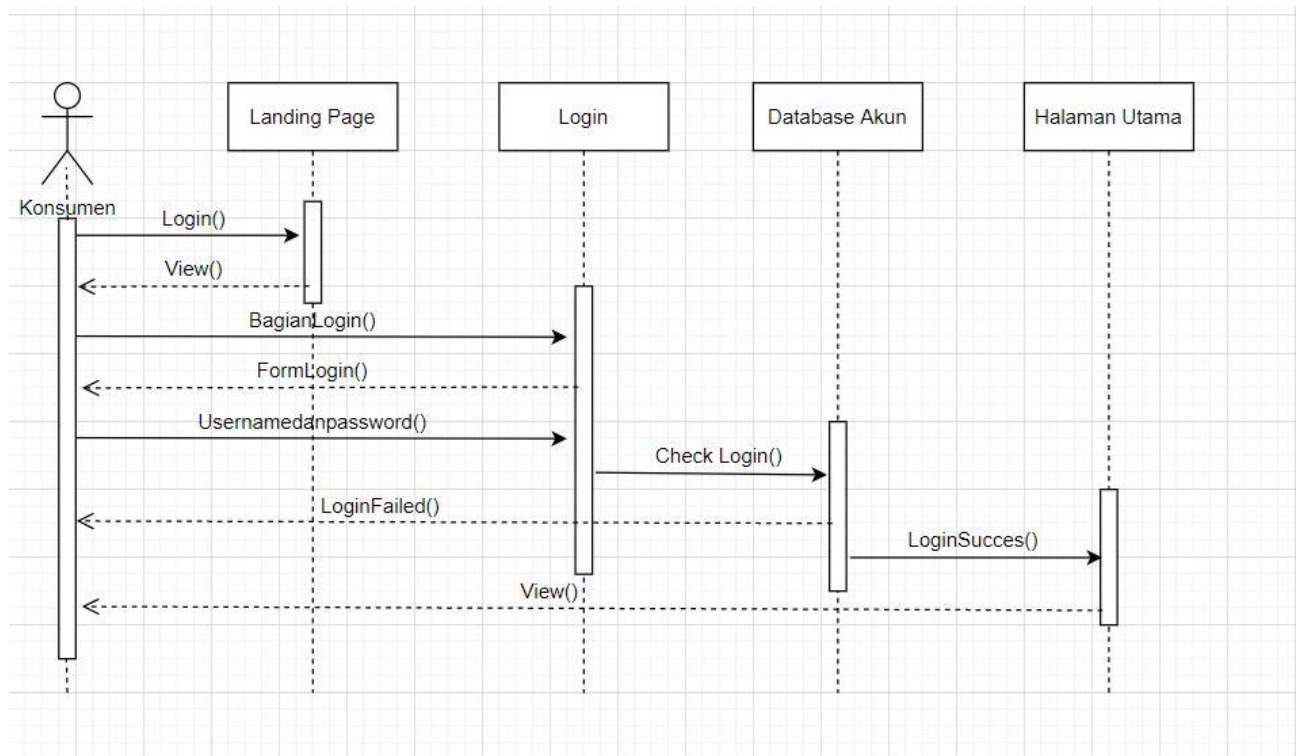 Landing Page
Login
Database Akun
Halaman Utama
Konsumen
Login()
View()
BagianLogin()
FormLogin()
Usernamedanpassword()
Check Login()
LoginFailed()
LoginSucces()
View()